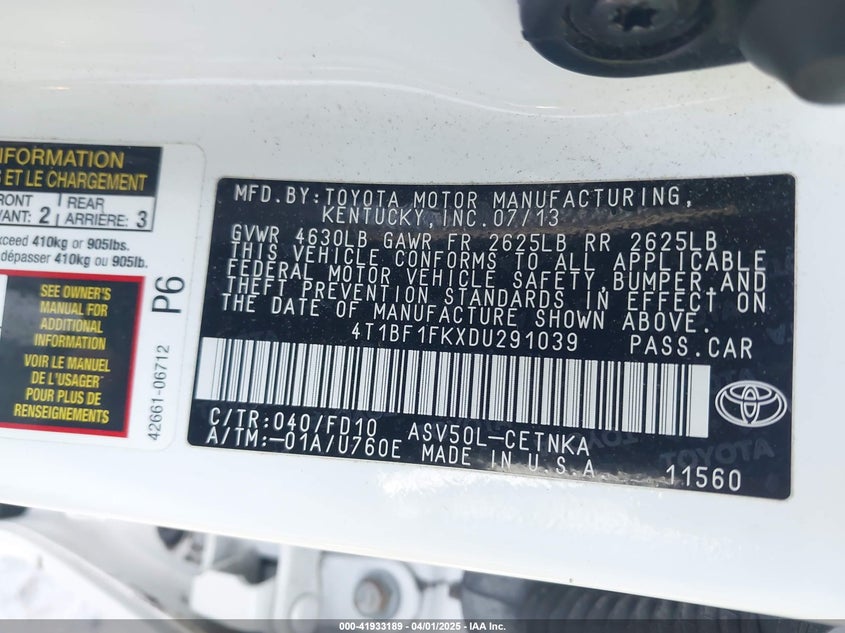 NFORMATION
S ET LE CHARGEMENT
FRONT 2 REAR 3
VANT: ARRIÈRE:
xceed 410kg or 905lbs.
dépasser 410kg ou 905lb.
SEE OWNER'S
MANUAL FOR
ADDITIONAL
INFORMATION
VOIR LE MANUEL
DE L'USAGER
POUR PLUS DE
RENSEIGNEMENTS
42661-06712
P6
MFD.BY:TOYOTA MOTOR MANUFACTURING,
KENTUCKY,INC.07/13
GVWR 4630LB GAWR FR 2625LB RR 2625LB
THIS VEHICLE CONFORMS TO ALL APPLICABLE
FEDERAL MOTOR VEHICLE SAFETY,BUMPER,AND
THEFT PREVENTION STANDARDS IN EFFECT ON
THE DATE OF MANUFACTURE SHOWN ABOVE.
4T1BF1FKXDU291039 PASS.CAR
C/TR:040/FD10 ASV50L-CETNKA
A/TM:-01A/U760E MADE IN U.S.A.
11560
TOYOTA
000-41933189 - 04/01/2025 - IAA Inc.